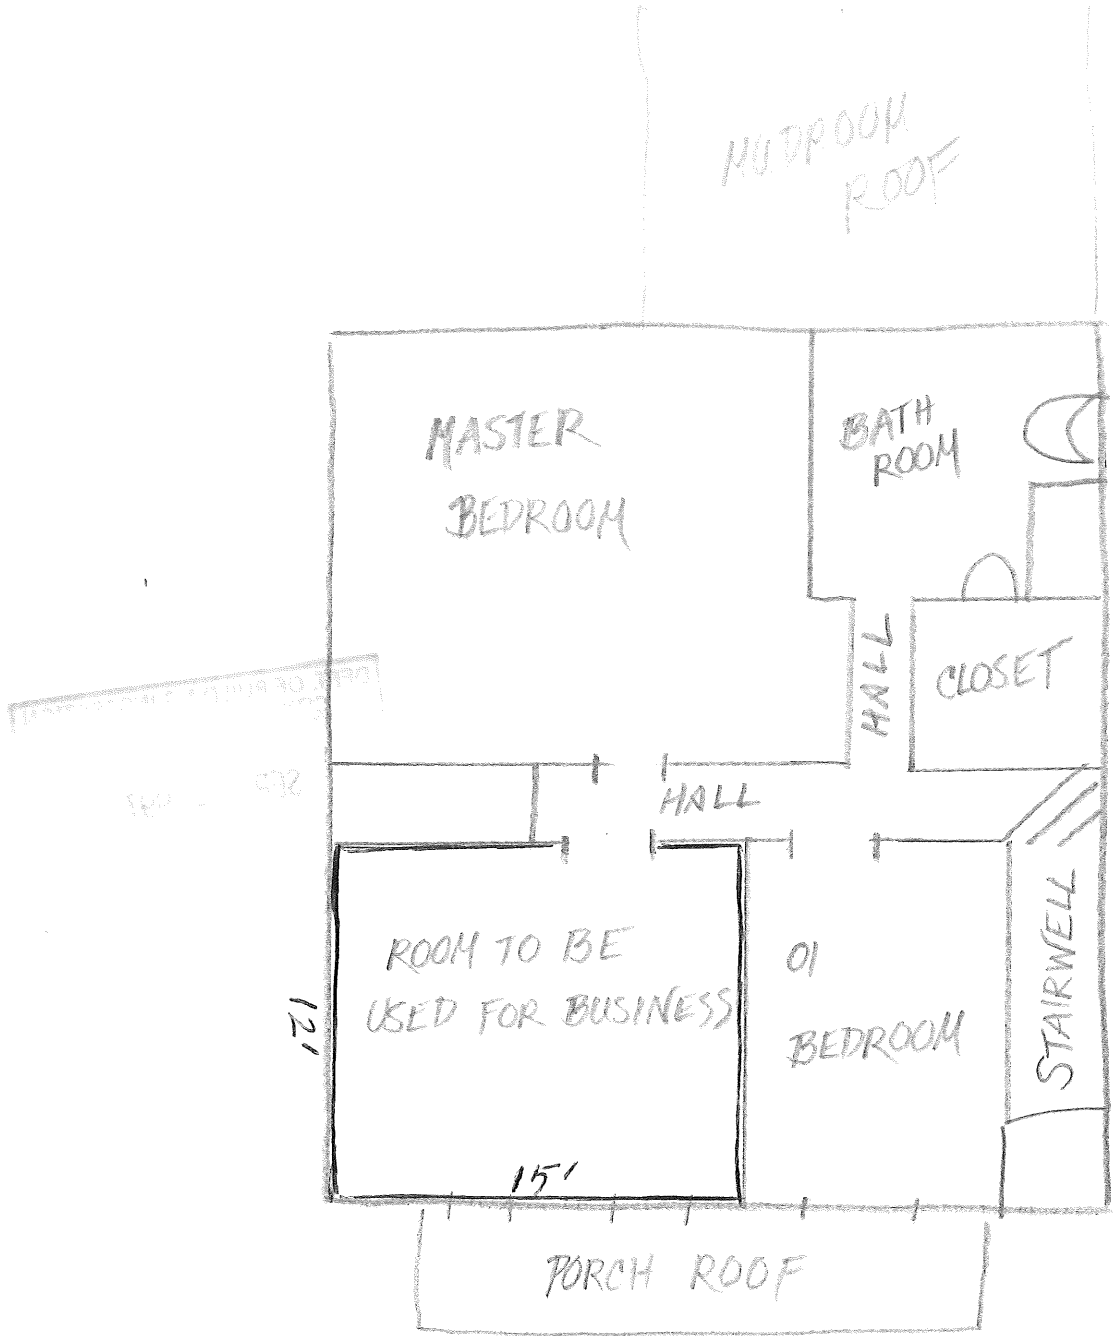 MUDROOM
ROOF
MASTER
BEDROOM
BATH
ROOM
HALL
CLOSET
HALL
ROOM TO BE
USED FOR BUSINESS
12'
15'
BEDROOM
STAIRWELL
PORCH ROOF